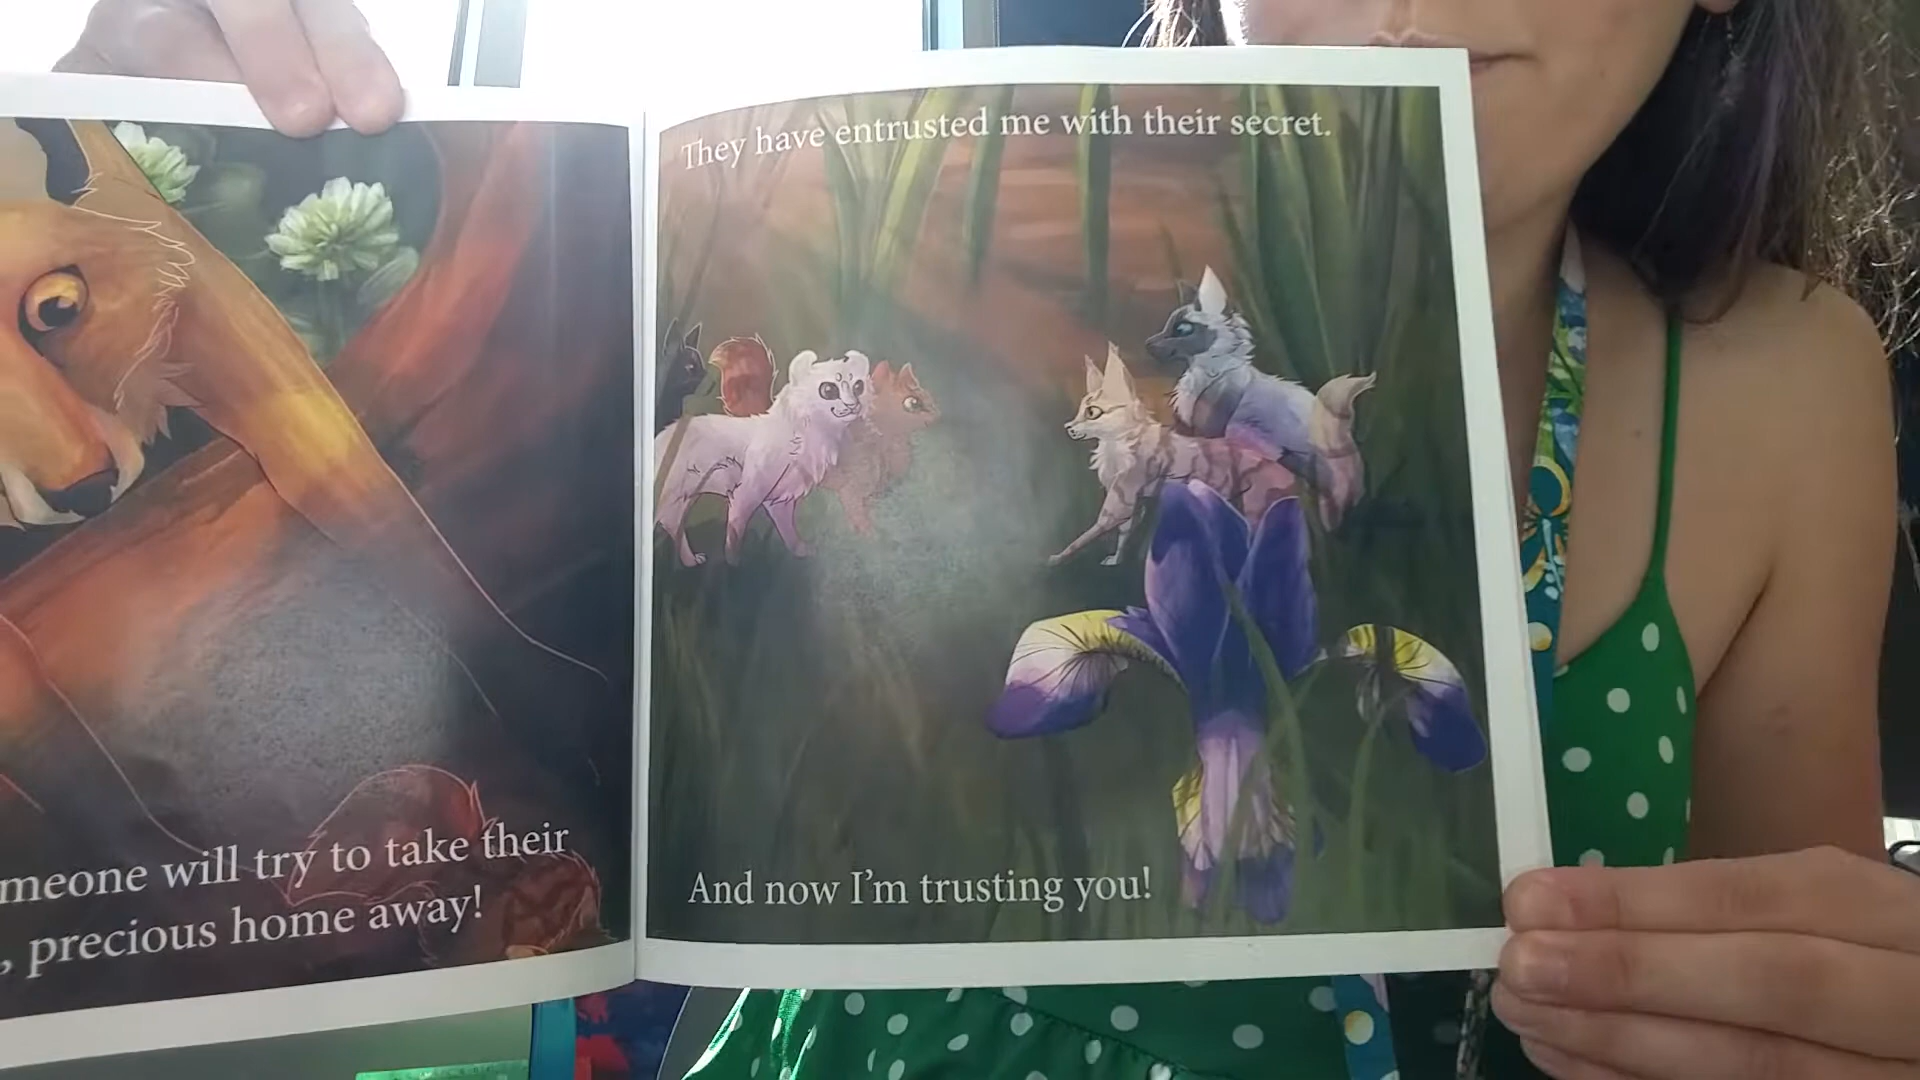 meone will try to take their
, precious home away!
They have entrusted me with their secret.
And now I'm trusting you!